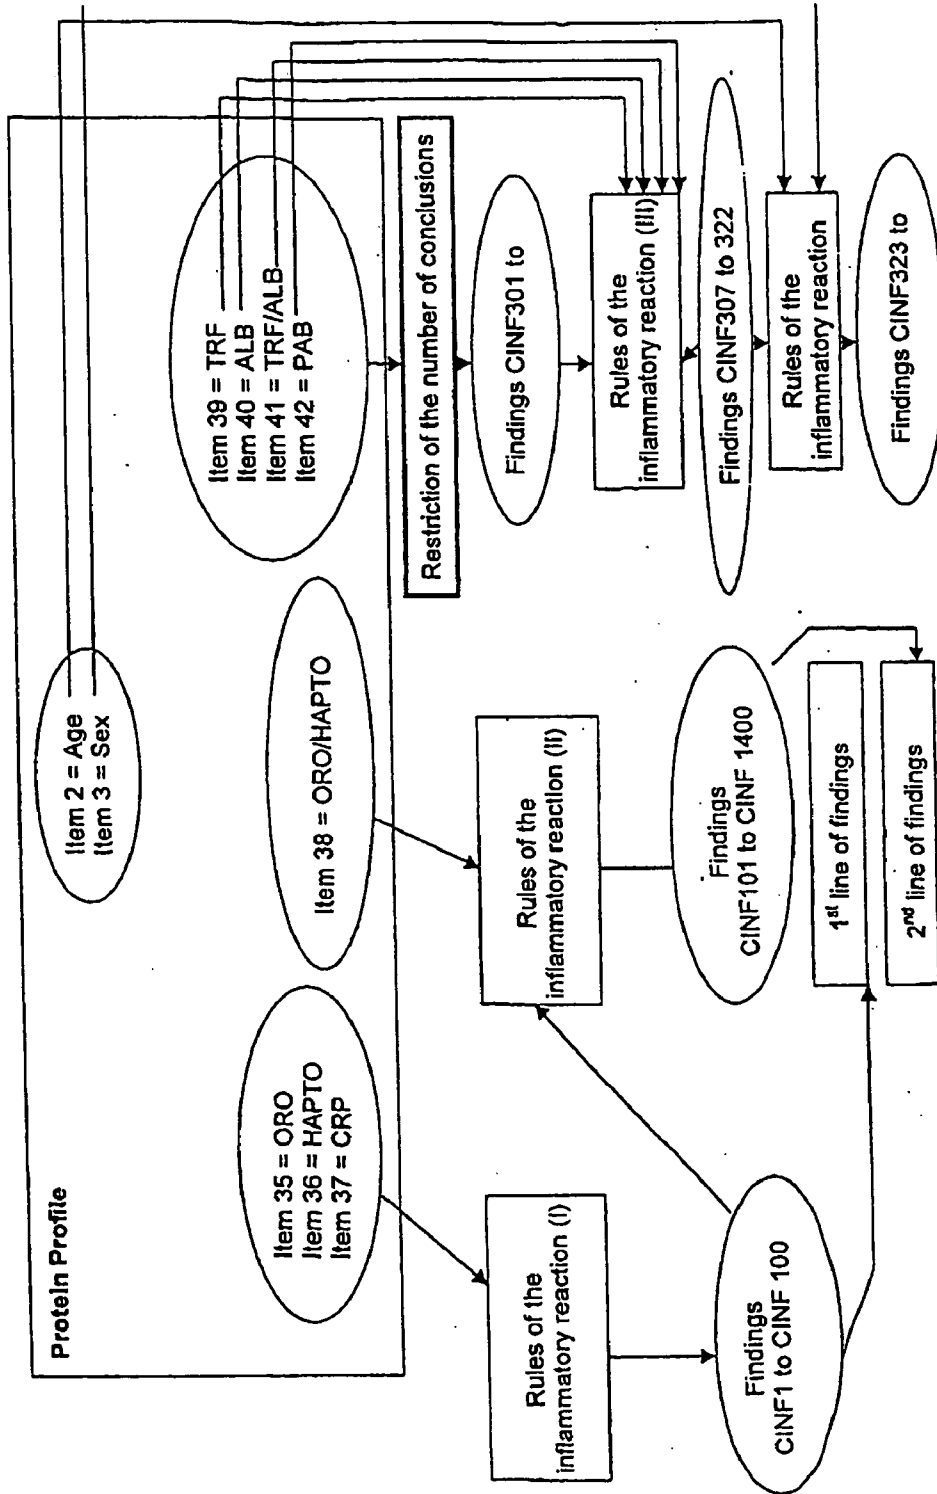 Protein Profile
Item 2 = Age
Item 3 = Sex
Item 35 = ORO
Item 36 = HAPTO
Item 37 = CRP
Item 38 = ORO/HAPTO
Item 39 = TRF
Item 40 = ALB
Item 41 = TRF/ALB
Item 42 = PAB
Restriction of the number of conclusions
Rules of the
inflammatory reaction (I)
Rules of the
inflammatory reaction (II)
Findings CINF301 to
Rules of the
inflammatory reaction (III)
Findings
CINF1 to CINF 100
Findings
CINF101 to CINF 1400
Findings CINF307 to 322
1st line of findings
2nd line of findings
Rules of the
inflammatory reaction
Findings CINF323 to